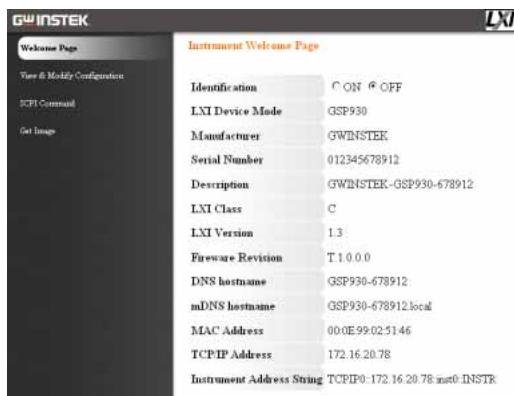 GW INSTEK
LXI
Welcome Page
View & Modify Configuration
SCPI Command
Get Image
Instrument Welcome Page
Identification ON OFF
LXI Device Mode GSP930
Manufacturer GWINSTEK
Serial Number 012345678912
Description GWINSTEK-GSP930-678912
LXI Class C
LXI Version 1.3
Fireware Revision T.1.0.0.0
DNS hostname GSP930-678912
mDNS hostname GSP930-678912.local
MAC Address 00:0E:99:02:51:46
TCP/IP Address 172.16.20.78
Instrument Address String TCPIP0::172.16.20.78::inst0::INSTR